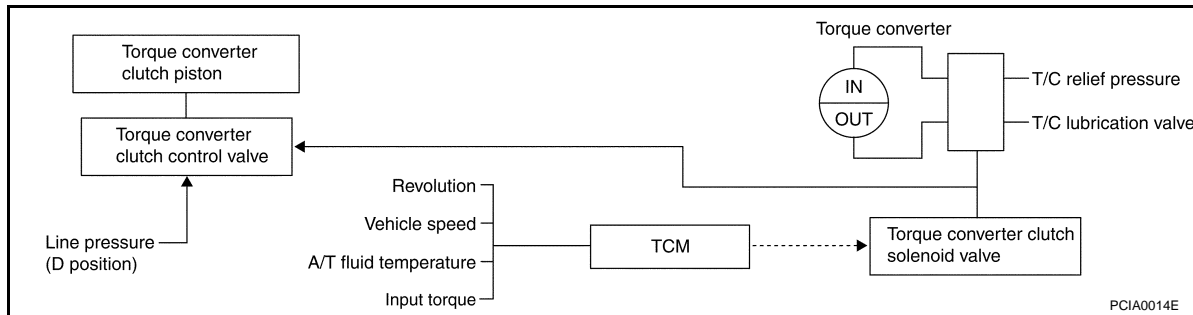 Torque converter
clutch piston
Torque converter
clutch control valve
Line pressure
(D position)
Revolution
Vehicle speed
A/T fluid temperature
Input torque
TCM
Torque converter
IN
OUT
T/C relief pressure
T/C lubrication valve
Torque converter clutch
solenoid valve
PCIA0014E